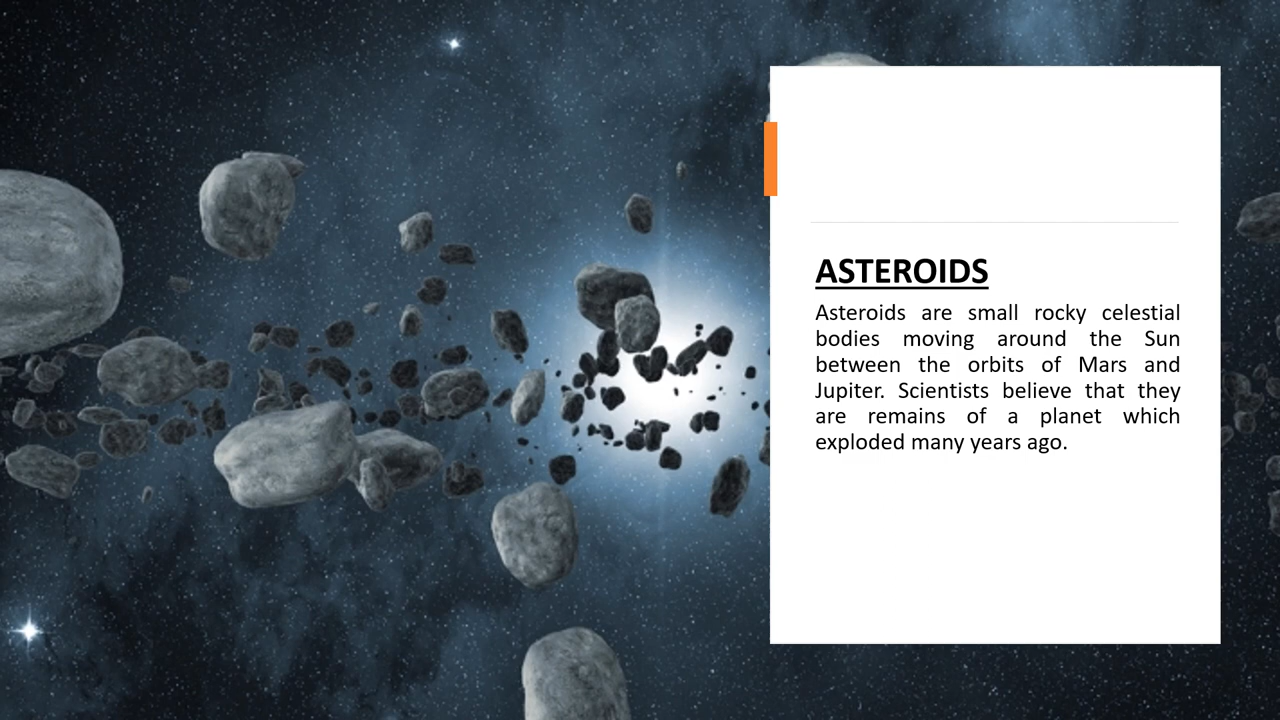 ASTEROIDS
Asteroids are small rocky celestial
bodies moving around the Sun
between the orbits of Mars and
Jupiter. Scientists believe that they
are remains of a planet which
exploded many years ago.